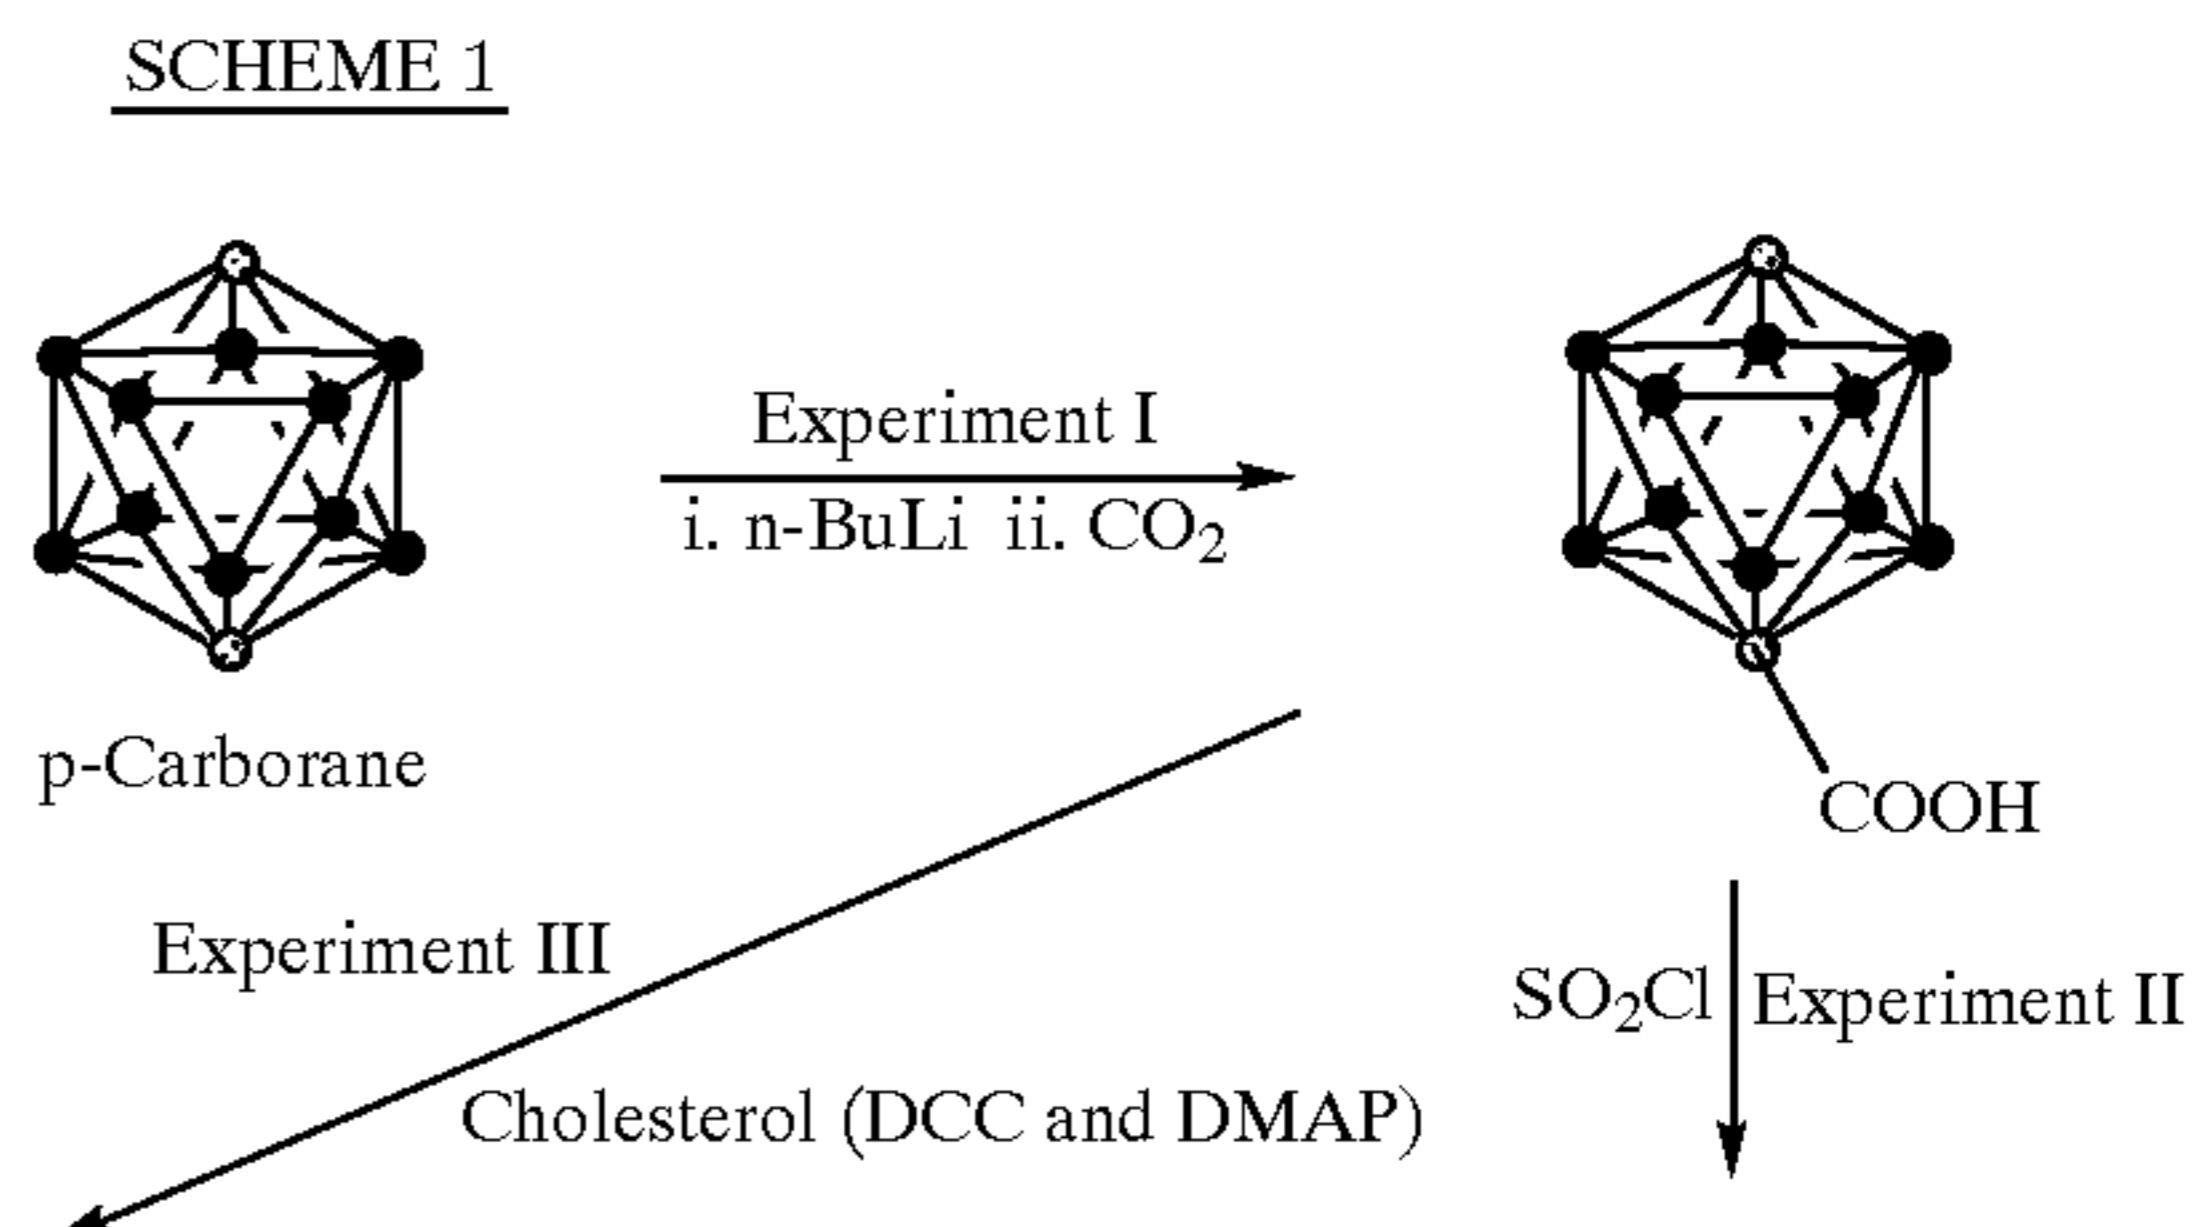 SCHEME 1
Experiment I
i. n-BuLi ii. CO₂
p-Carborane
COOH
Experiment III
SO₂Cl
Experiment II
Cholesterol (DCC and DMAP)